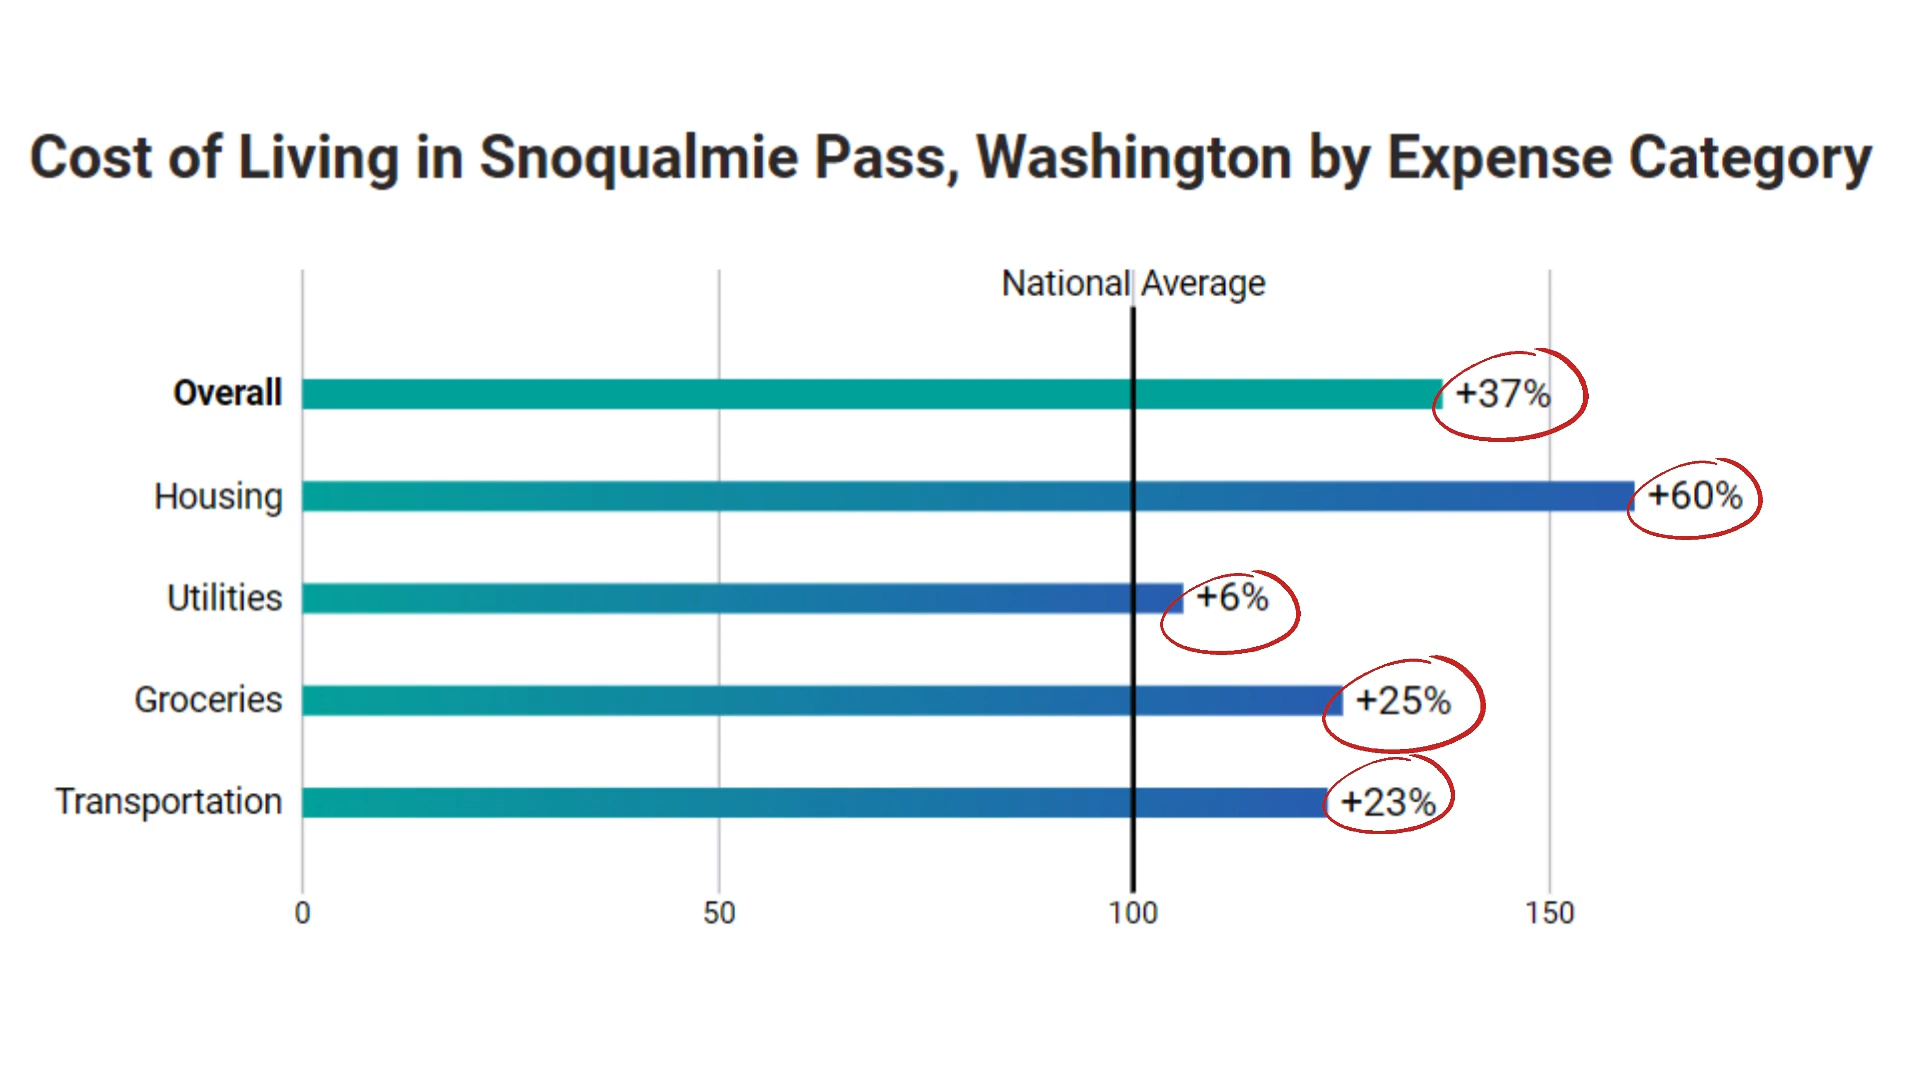 Cost of Living in Snoqualmie Pass, Washington by Expense Category
National Average
Overall +37%
Housing +60%
Utilities +6%
Groceries +25%
Transportation +23%
0 50 100 150